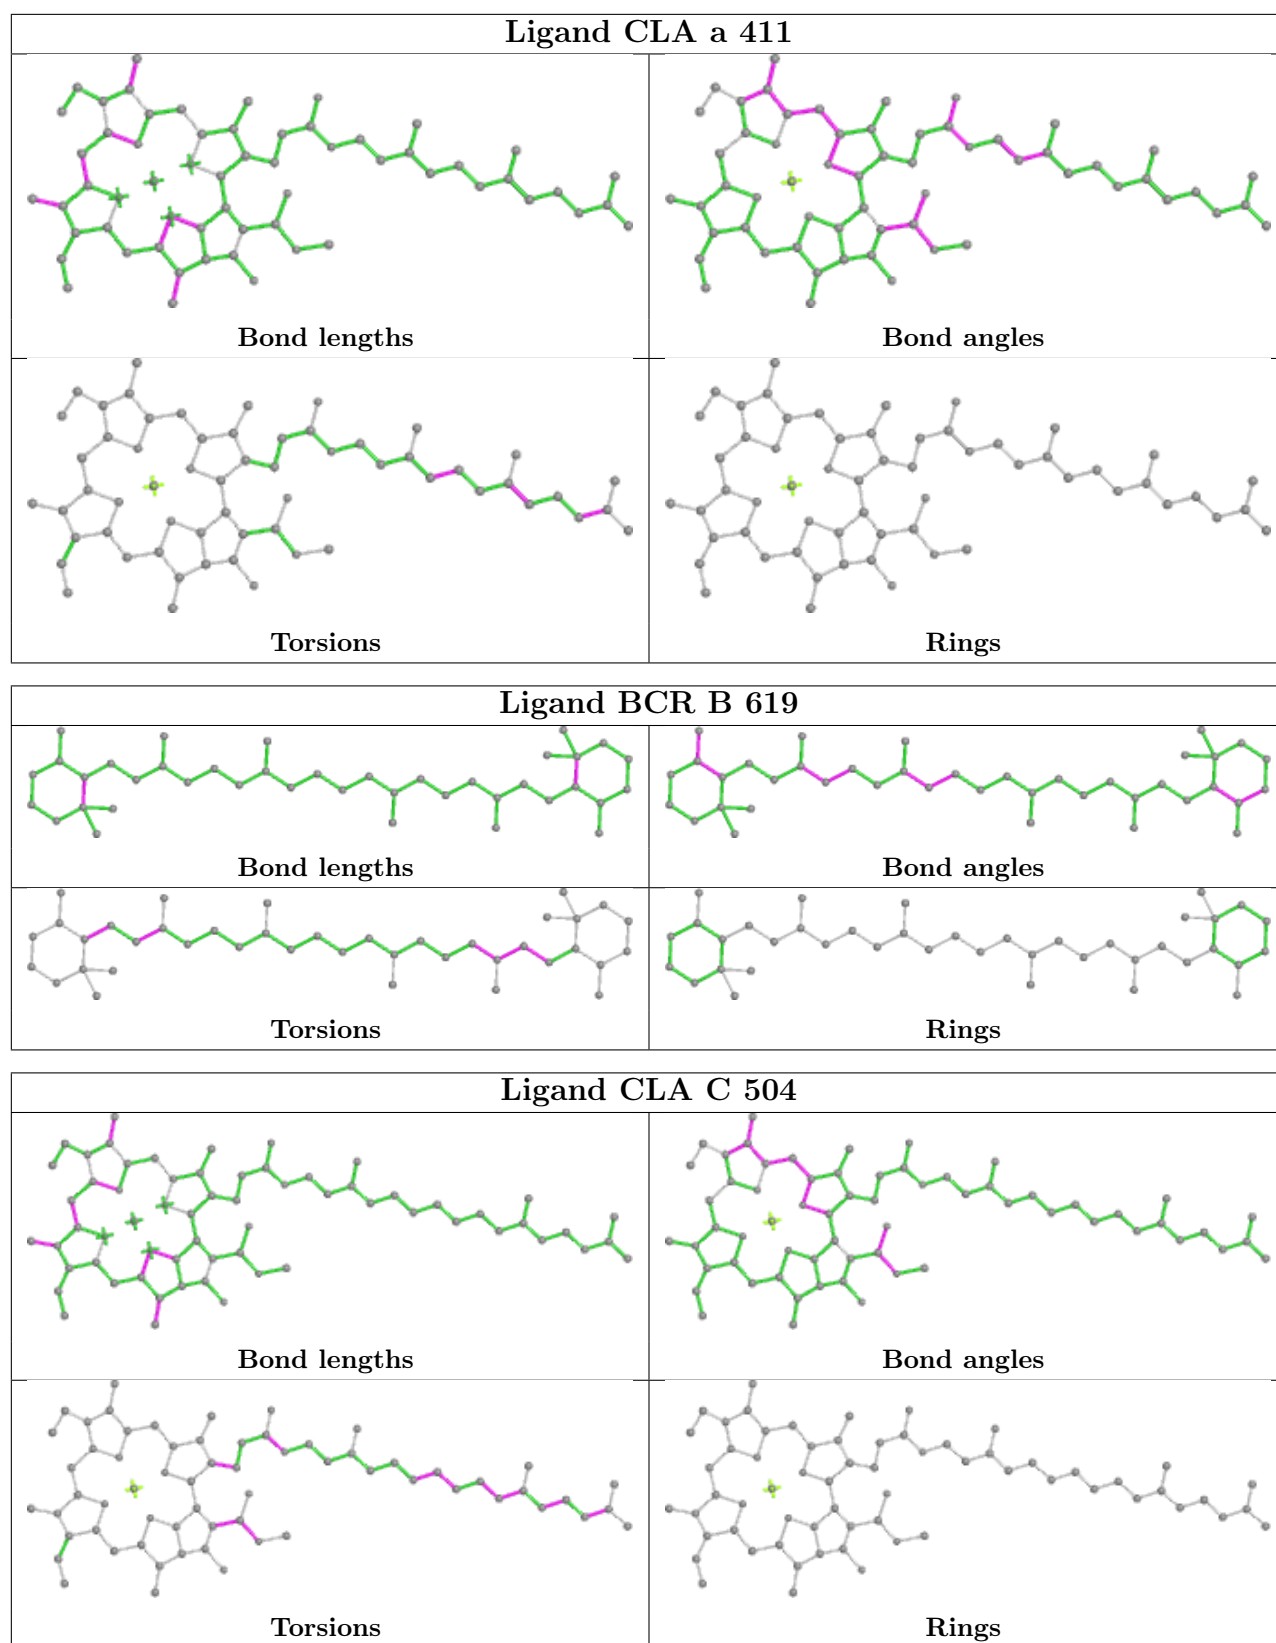 Ligand CLA a 411
Bond lengths
Bond angles
Torsions
Rings
Ligand BCR B 619
Bond lengths
Bond angles
Torsions
Rings
Ligand CLA C 504
Bond lengths
Bond angles
Torsions
Rings